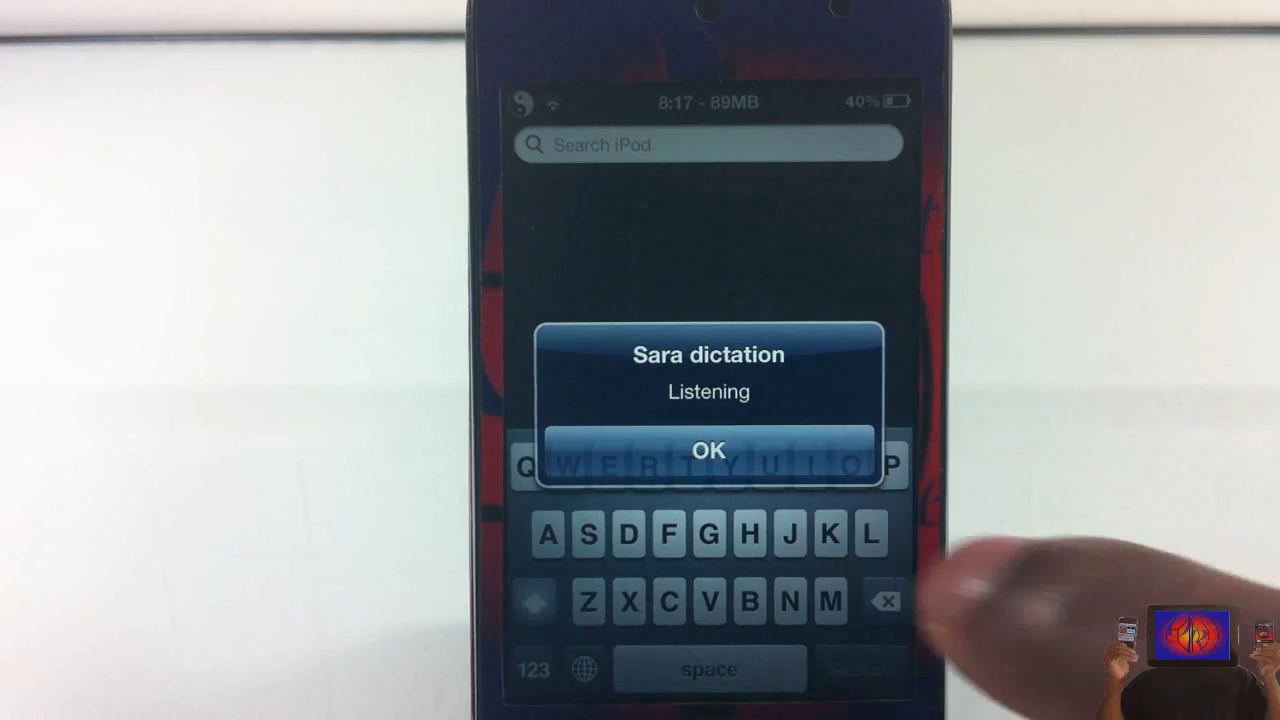 8:17 - 89MB 40%
Search iPod
Sara dictation
Listening
OK
Q W E R T Y U I O P
A S D F G H J K L
Z X C V B N M
123 space